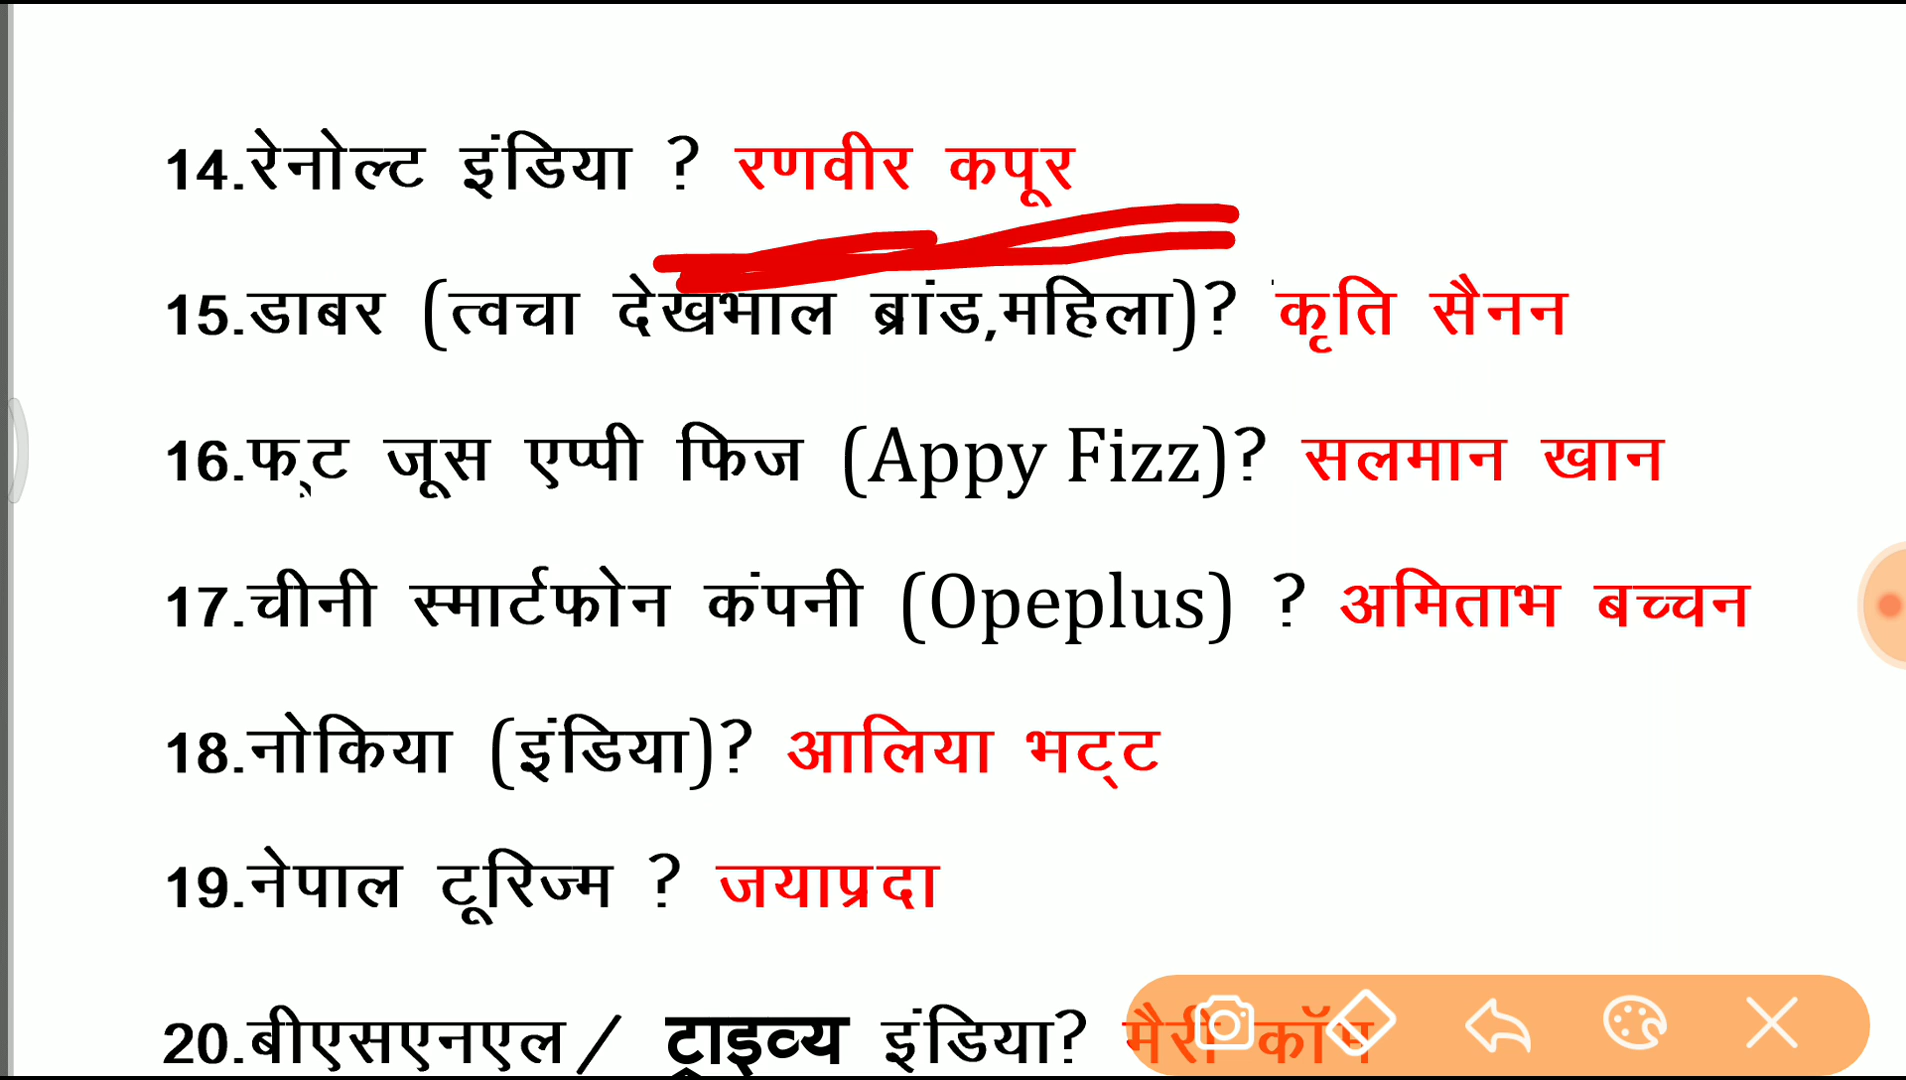 14.रेनोल्ट इंडिया ? रणवीर कपूर
15.डाबर (त्वचा देखभाल ब्रांड,महिला)? कृति सैनन
16.फ्रूट जूस एप्पी फिज (Appy Fizz)? सलमान खान
17.चीनी स्मार्टफोन कंपनी (Opeplus) ? अमिताभ बच्चन
18.नोकिया (इंडिया)? आलिया भट्ट
19.नेपाल टूरिज्म ? जयाप्रदा
20.बीएसएनएल/ ट्राइव्य इंडिया? मैरी कॉम